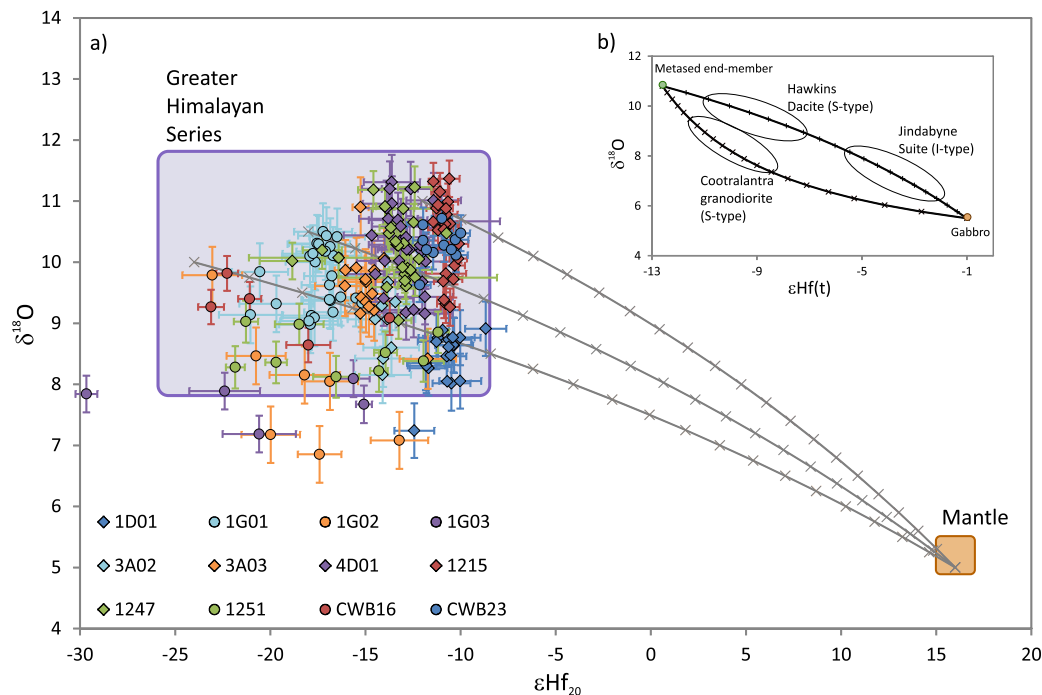 a)
Greater
Himalayan
Series
b)
Metased end-member
Hawkins
Dacite (S-type)
Jindabyne
Suite (I-type)
Cootralantra
granodiorite
(S-type)
Gabbro
12
10
8
6
4
δ18O
-13
-9
-5
-1
εHf(t)
Mantle
1D01
1G01
1G02
1G03
3A02
3A03
4D01
1215
1247
1251
CWB16
CWB23
14
13
12
11
10
9
8
7
6
5
4
δ18O
-30
-25
-20
-15
-10
-5
0
5
10
15
20
εHf20